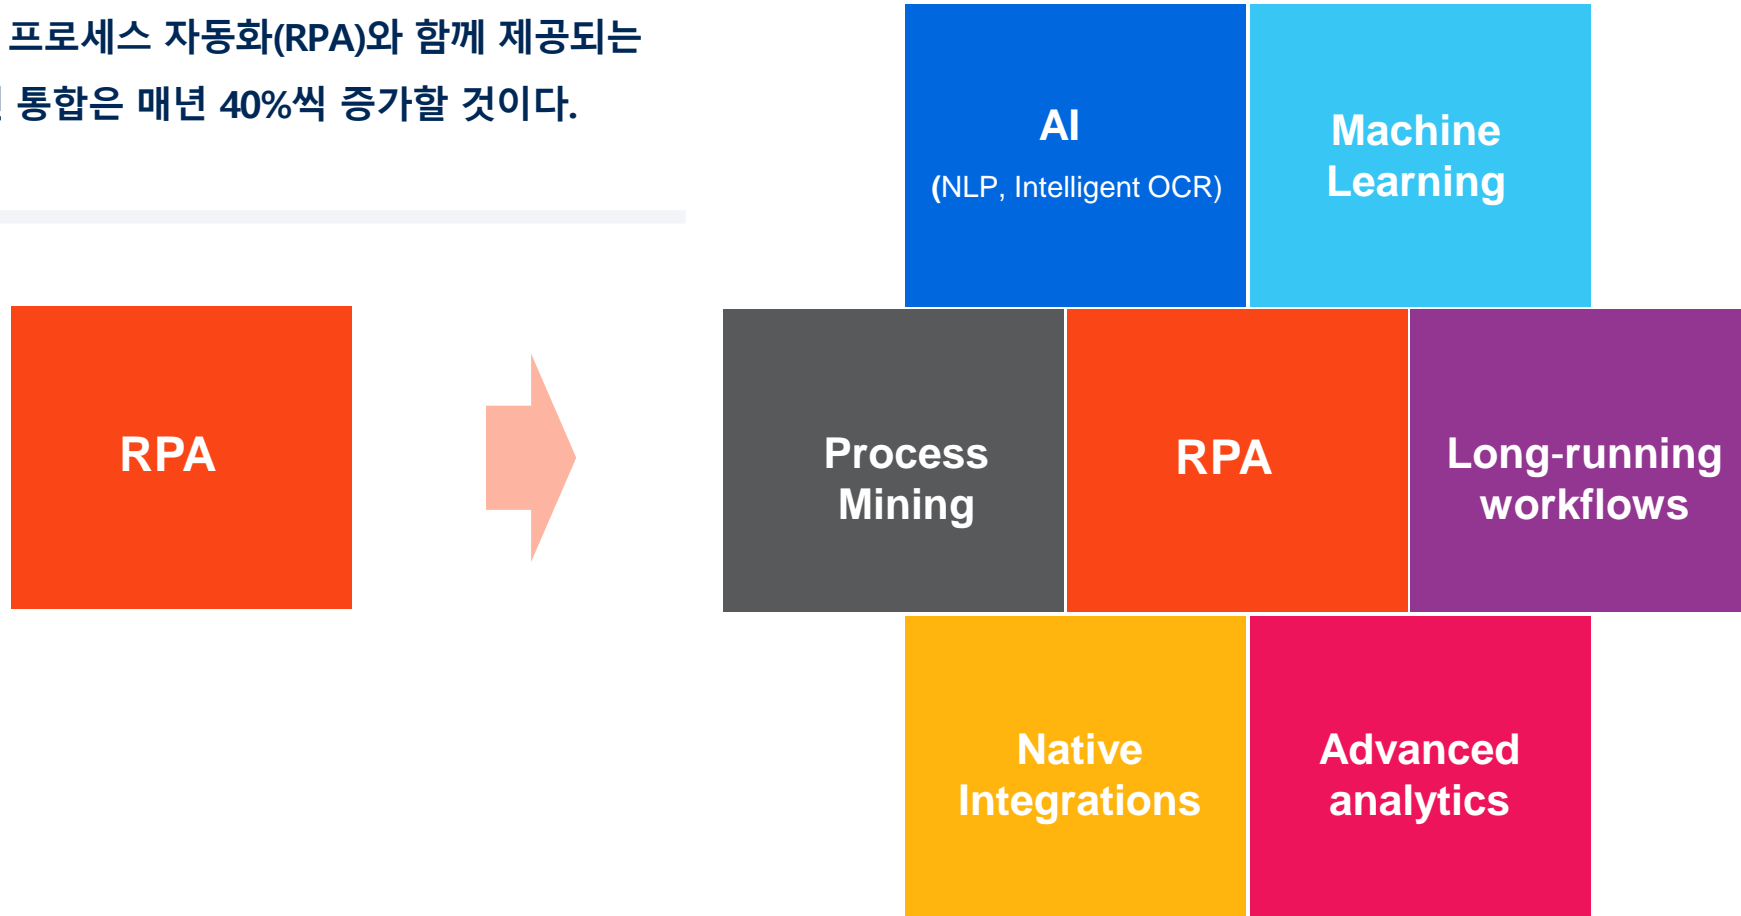 프로세스 자동화(RPA)와 함께 제공되는
통합은 매년 40%씩 증가할 것이다.
AI
(NLP, Intelligent OCR)
Machine
Learning
RPA
Process
Mining
RPA
Long-running
workflows
Native
Integrations
Advanced
analytics